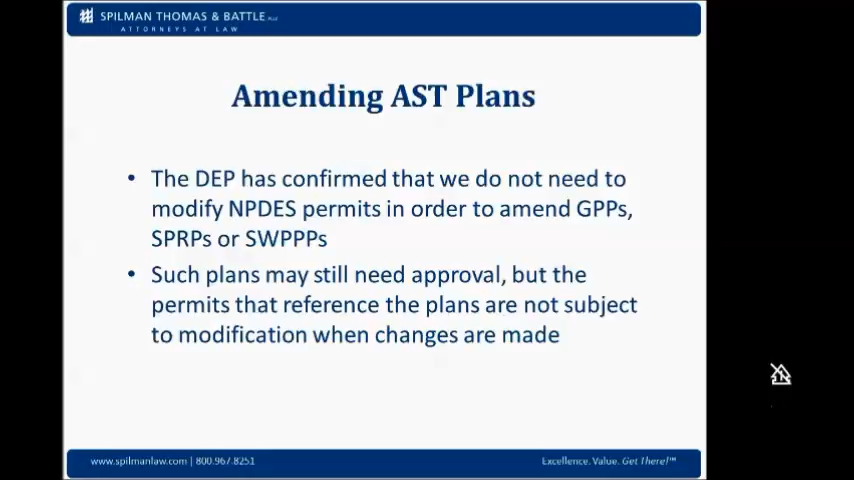 SPILMAN THOMAS & BATTLE PLLC
ATTORNEYS AT LAW
Amending AST Plans
• The DEP has confirmed that we do not need to
modify NPDES permits in order to amend GPPs,
SPRPs or SWPPPs
• Such plans may still need approval, but the
permits that reference the plans are not subject
to modification when changes are made
www.spilmanlaw.com | 800.967.8251
Excellence. Value. Get There!™